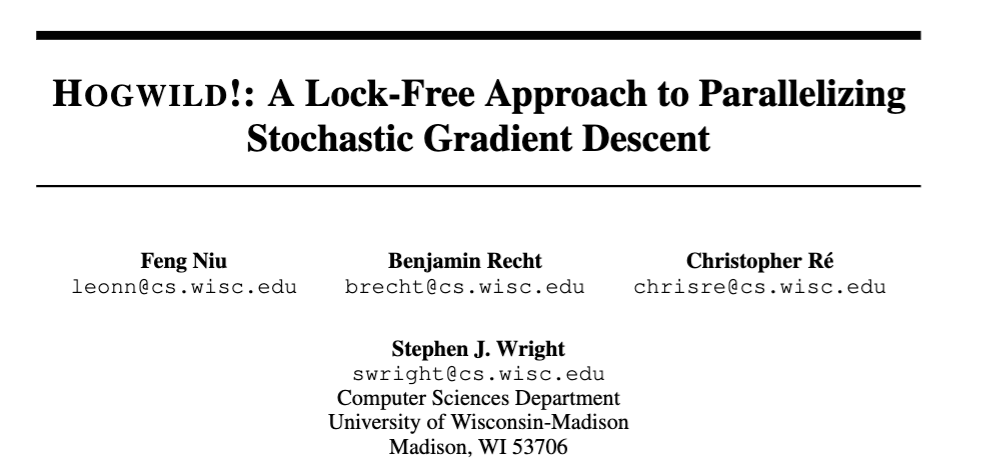 HOGWILD!: A Lock-Free Approach to Parallelizing
Stochastic Gradient Descent
Feng Niu
leonn@cs.wisc.edu
Benjamin Recht
brecht@cs.wisc.edu
Christopher Ré
chrisre@cs.wisc.edu
Stephen J. Wright
swright@cs.wisc.edu
Computer Sciences Department
University of Wisconsin-Madison
Madison, WI 53706